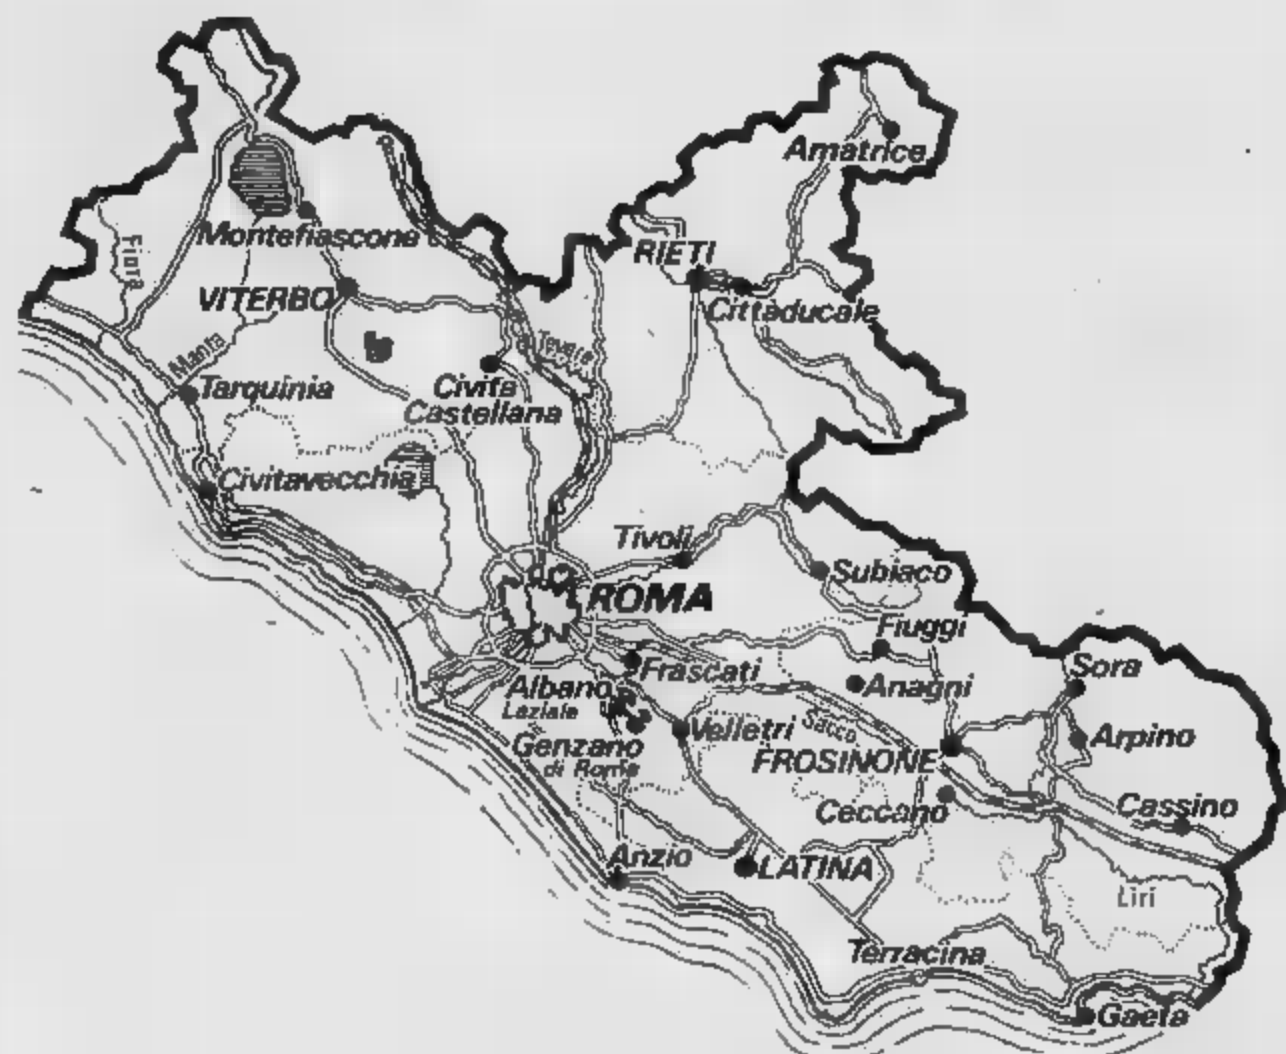 Amatrice
Fiora
Montefiascone
RIETI
VITERBO
Cittaducale
Tevere
Marta
Tarquinia
Civita
Castellana
Civitavecchia
Tivoli
Subiaco
ROMA
Fiuggi
Frascati
Sora
Albano
Laziale
Anagni
Velletri
Sacco
Arpino
Genzano
di Roma
FROSINONE
Ceccano
Cassino
Anzio
LATINA
Liri
Terracina
Gaeta